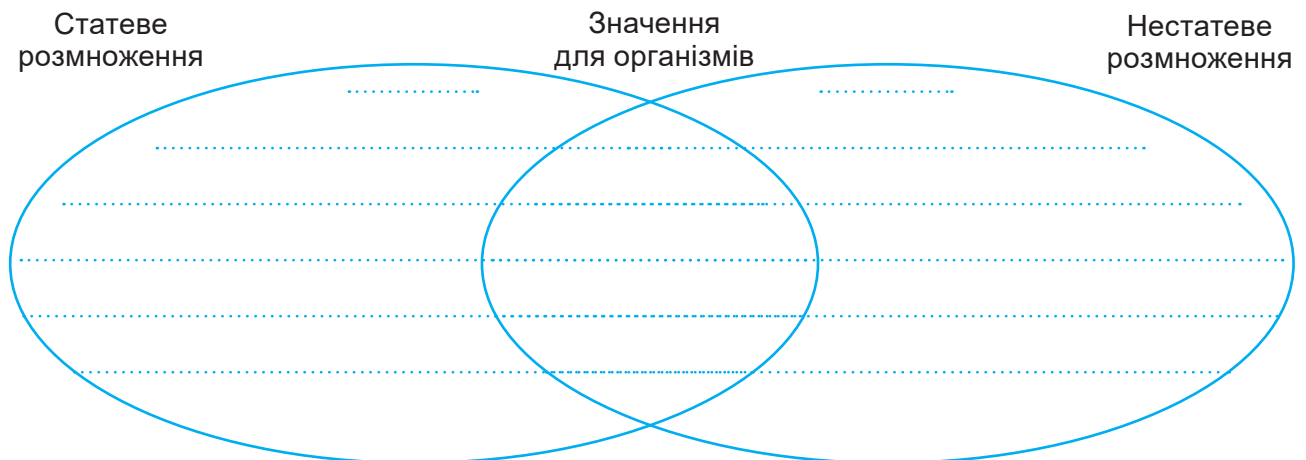 Статеве
розмноження
Значення
для організмів
Нестатеве
розмноження